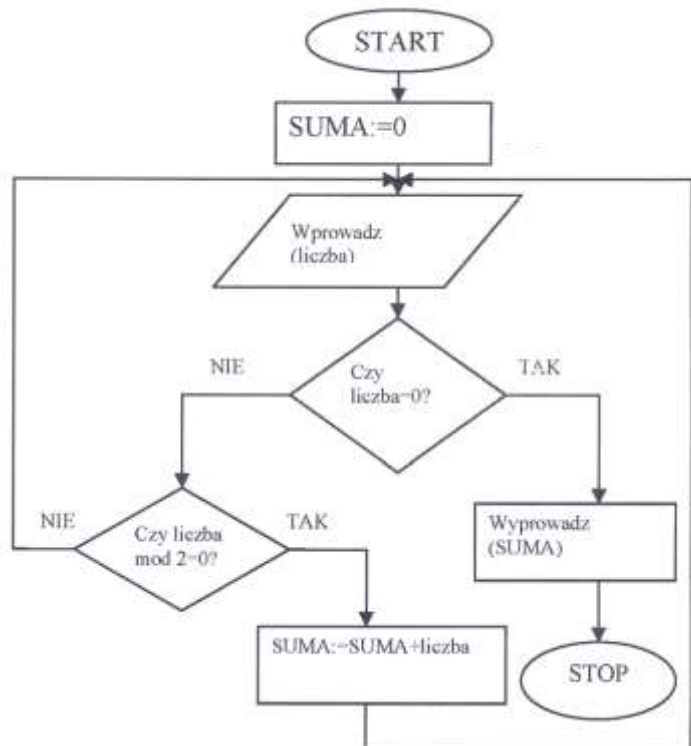 START
SUMA:=0
Wprowadz
(liczba)
NIE
TAK
Czy
liczba=0?
NIE
TAK
Czy liczba
mod 2=0?
Wyprowadz
(SUMA)
SUMA:=SUMA+liczba
STOP